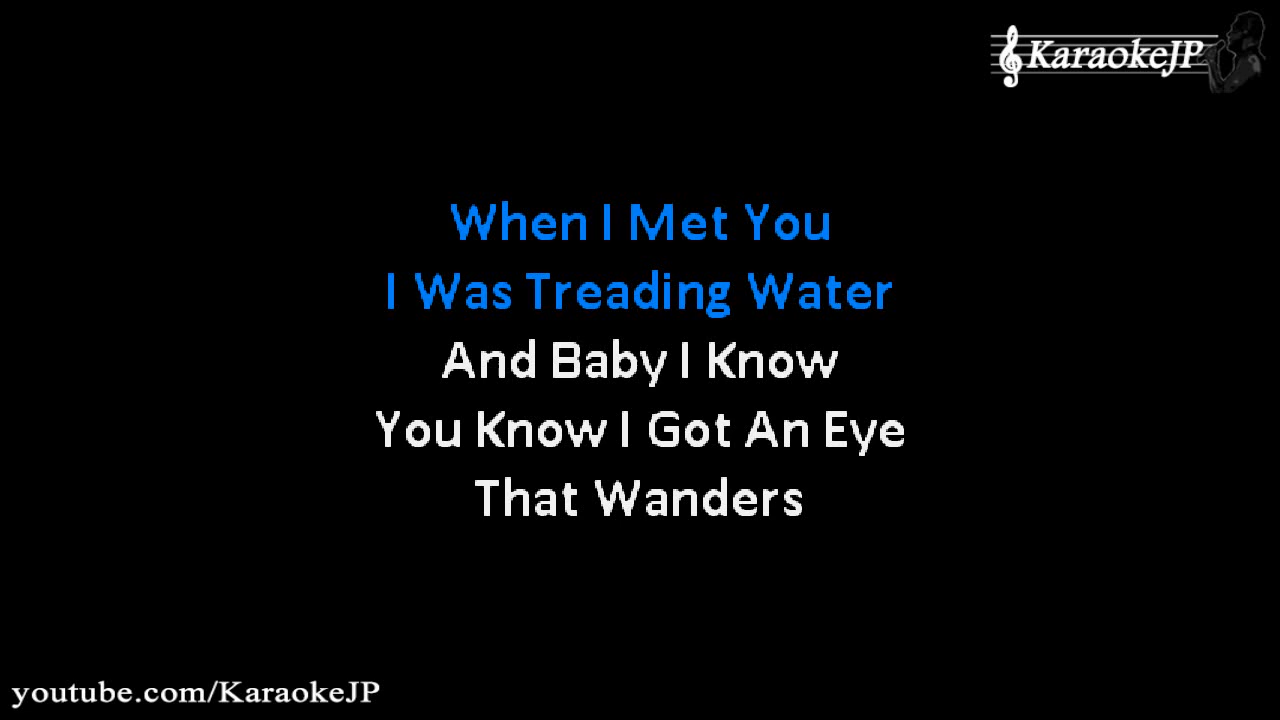 KaraokeJP
When I Met You
I Was Treading Water
And Baby I Know
You Know I Got An Eye
That Wanders
youtube.com/KaraokeJP